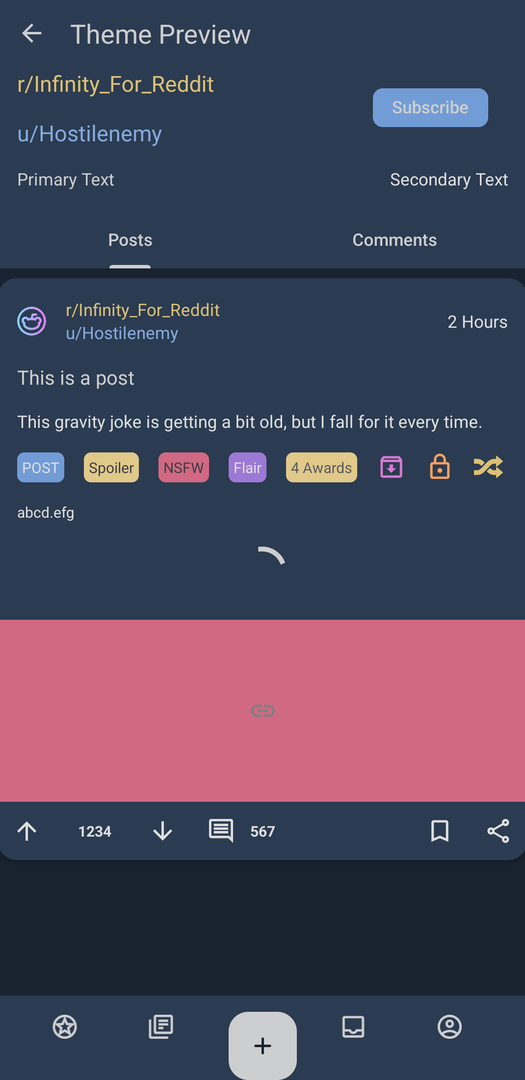 Theme Preview
r/Infinity_For_Reddit
Subscribe
u/Hostilenemy
Primary Text
Secondary Text
Posts
Comments
r/Infinity_For_Reddit
u/Hostilenemy
2 Hours
This is a post
This gravity joke is getting a bit old, but I fall for it every time.
POST Spoiler NSFW Flair 4 Awards
abcd.efg
1234
567